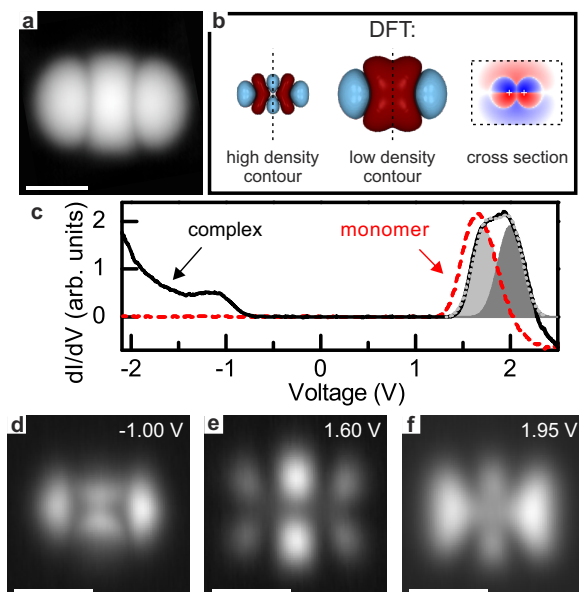 a
b
DFT:
high density
contour
low density
contour
cross section
c
dI/dV (arb. units)
2
1
0
complex
monomer
-2
-1
0
1
2
Voltage (V)
d
-1.00 V
e
1.60 V
f
1.95 V